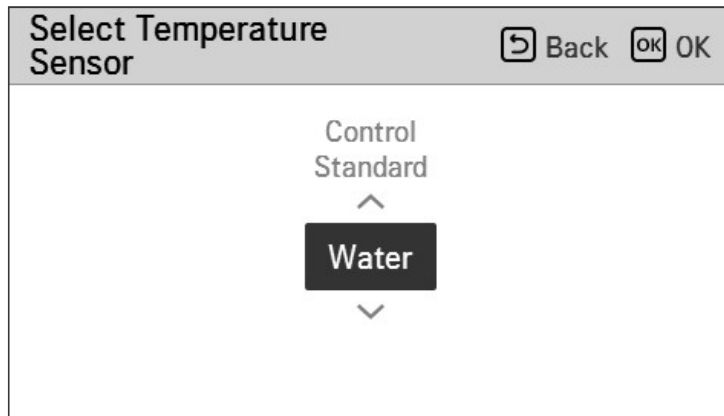 Select Temperature
Sensor
Back OK OK
Control
Standard
Water